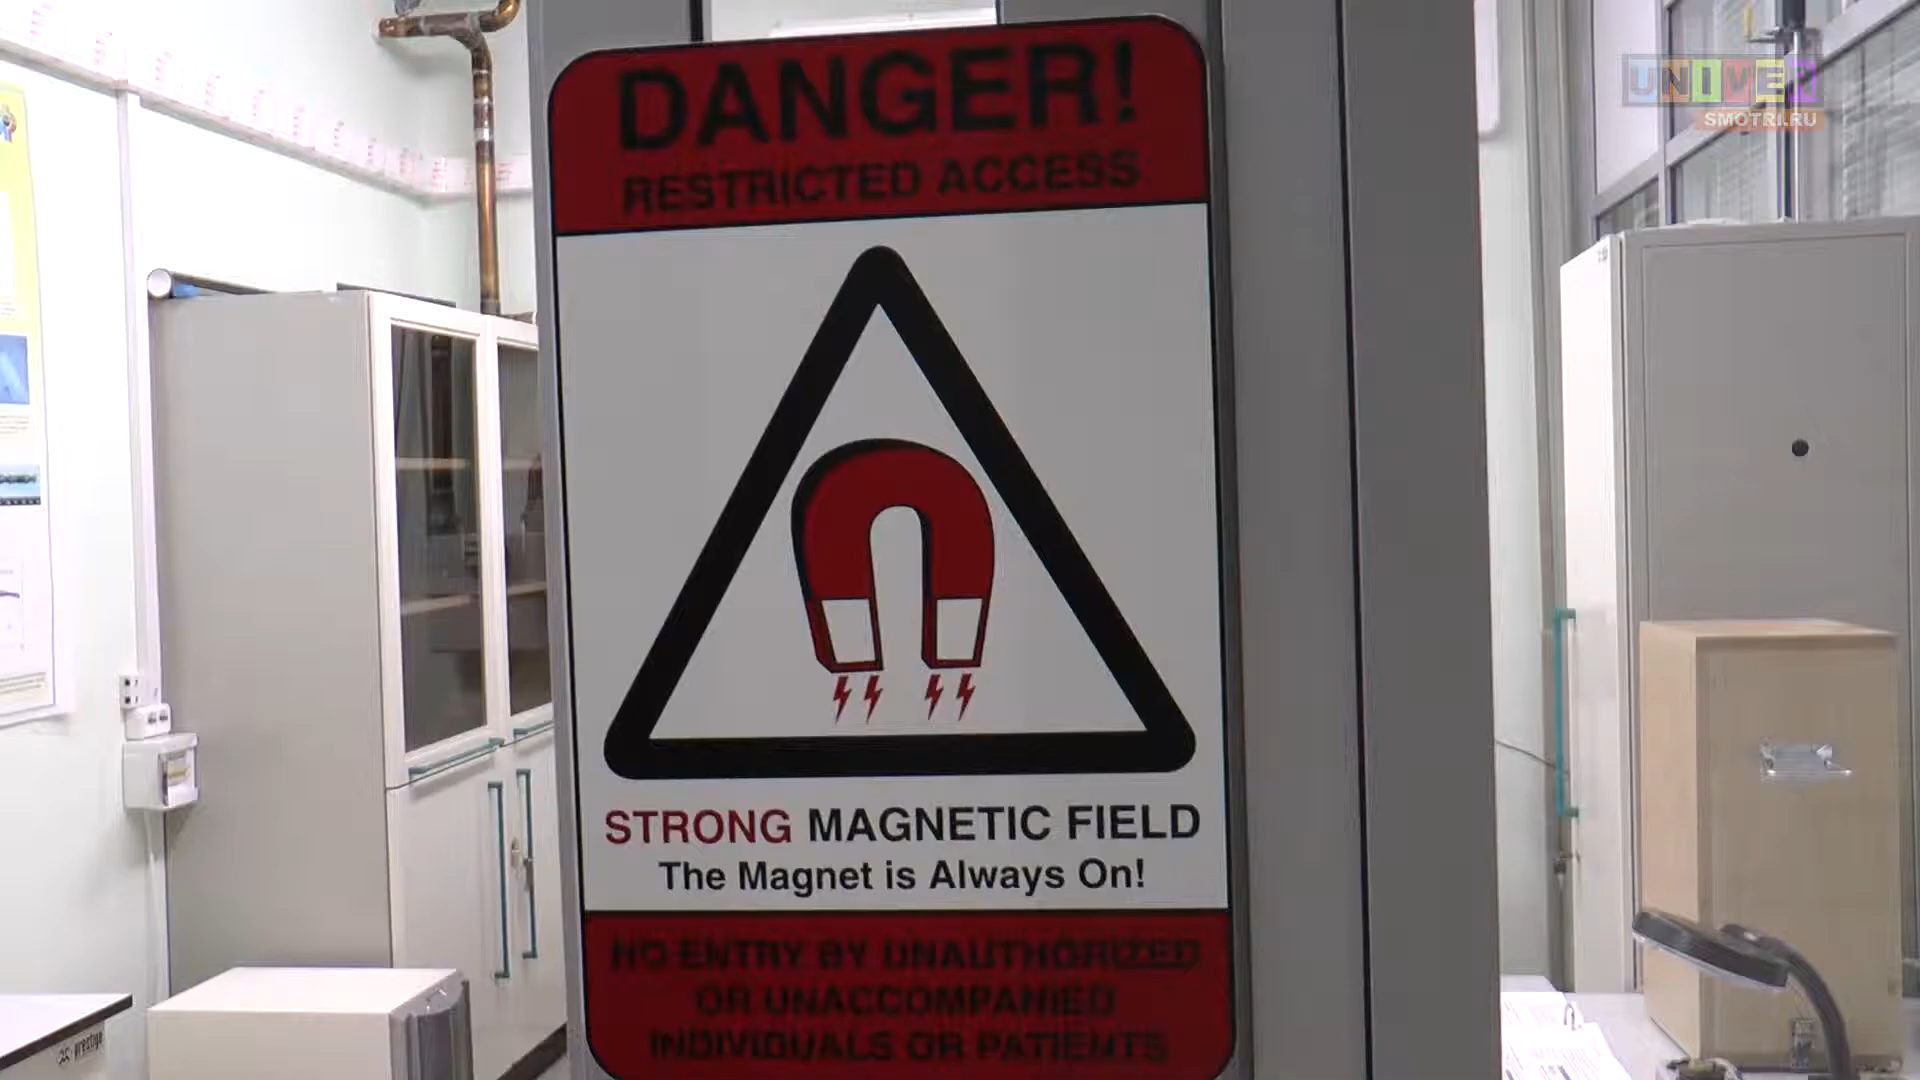 DANGER!
RESTRICTED ACCESS
STRONG MAGNETIC FIELD
The Magnet is Always On!
NO ENTRY BY UNAUTHORIZED
OR UNACCOMPANIED
INDIVIDUALS OR PATIENTS
UNIVER
SMOTRI.RU
prestige